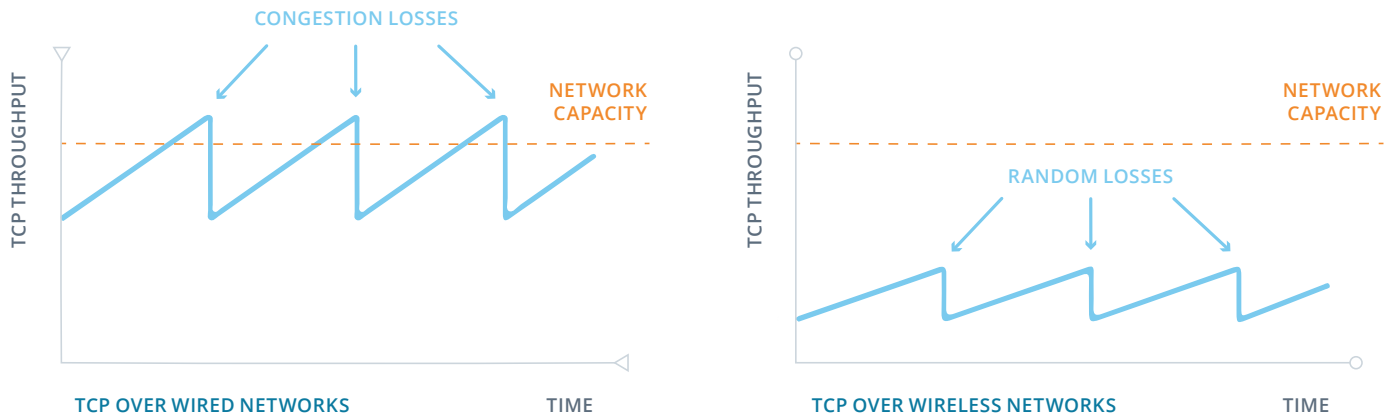 CONGESTION LOSSES
NETWORK
CAPACITY
TCP THROUGHPUT
TCP OVER WIRED NETWORKS
TIME
NETWORK
CAPACITY
RANDOM LOSSES
TCP THROUGHPUT
TCP OVER WIRELESS NETWORKS
TIME